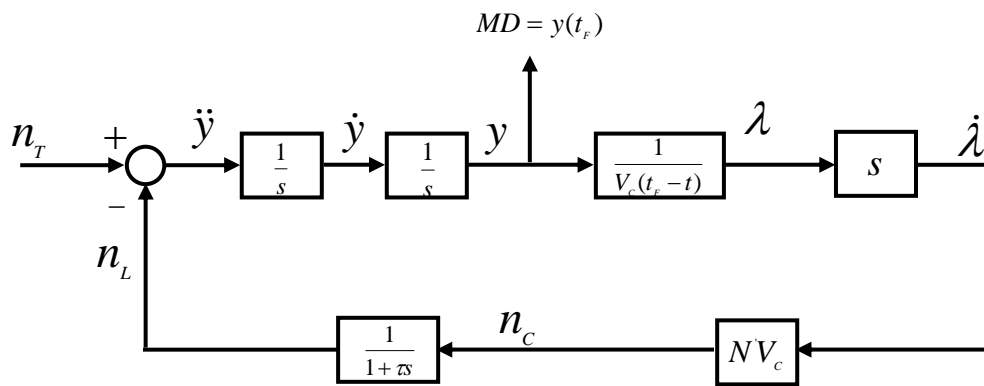 MD = y(t_F)
n_T
+
ÿ
1/s
ẏ
1/s
y
1/(V_C(t_F − t))
λ
s
λ̇
−
n_L
1/(1 + τs)
n_C
N'V_C